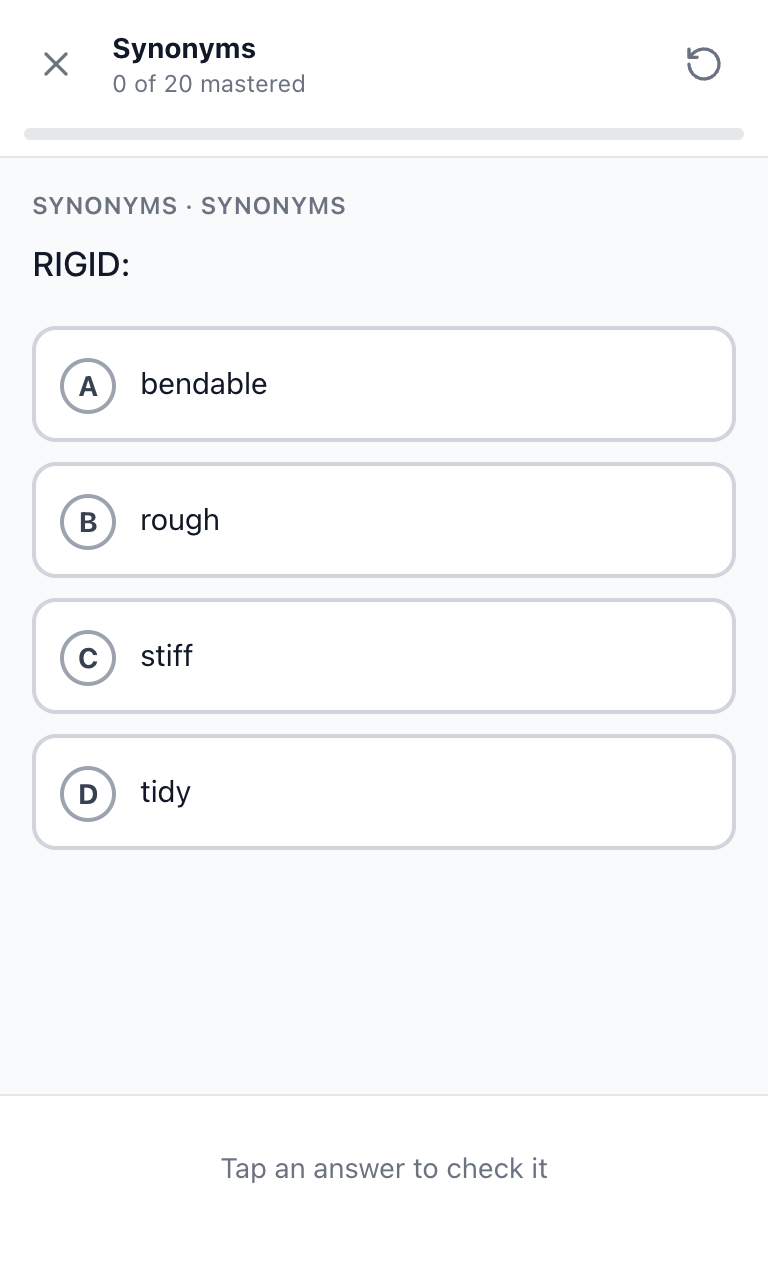 Synonyms
0 of 20 mastered
SYNONYMS · SYNONYMS
RIGID:
A bendable
B rough
C stiff
D tidy
Tap an answer to check it